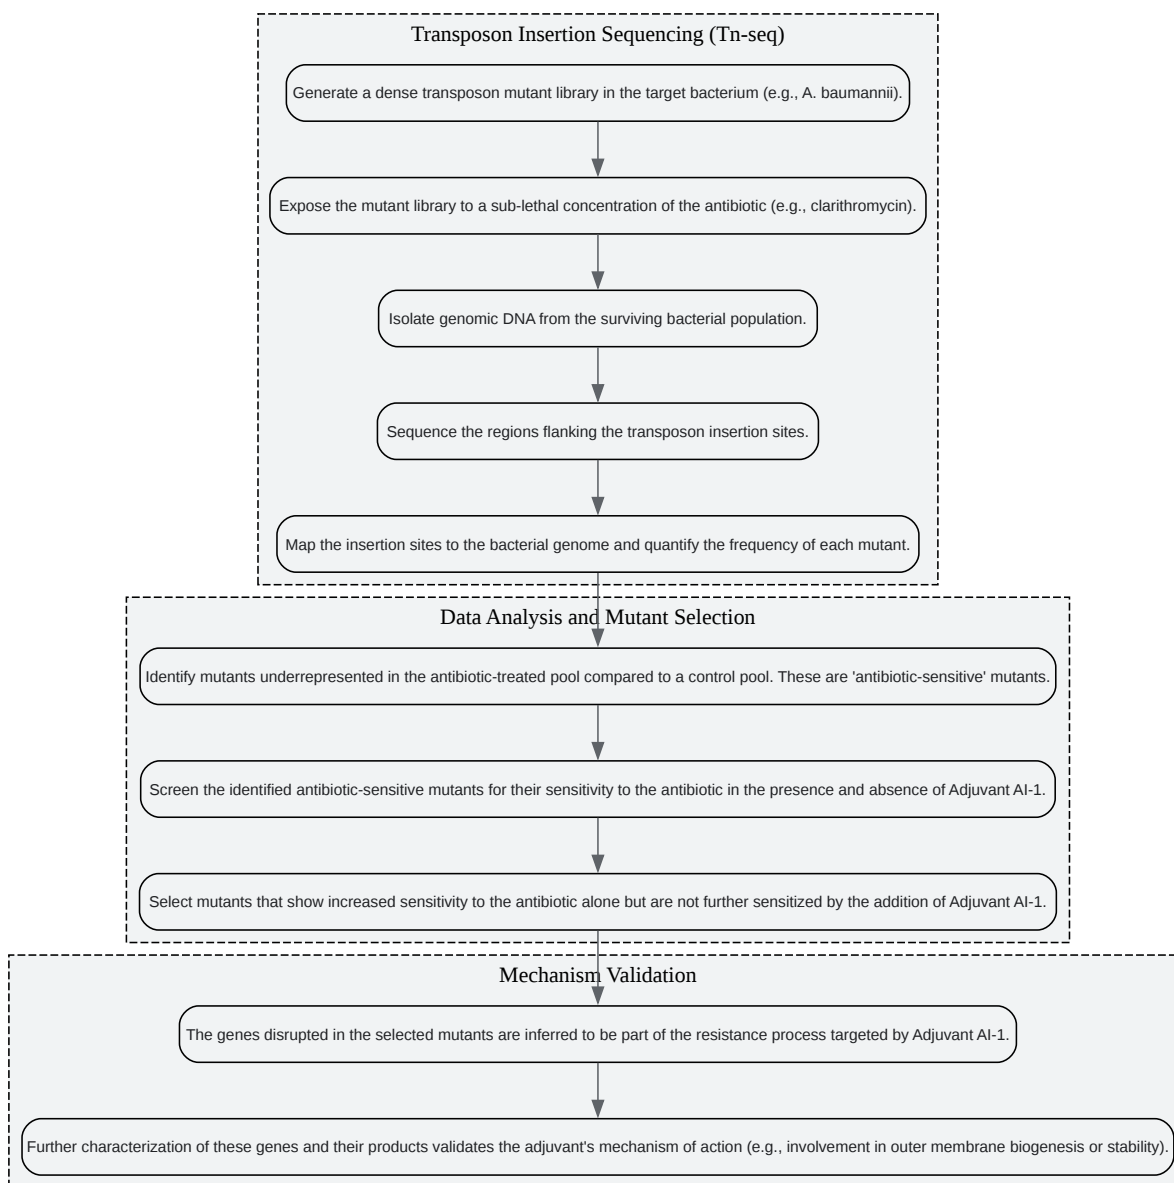 Transposon Insertion Sequencing (Tn-seq)
Generate a dense transposon mutant library in the target bacterium (e.g., A. baumannii).
Expose the mutant library to a sub-lethal concentration of the antibiotic (e.g., clarithromycin).
Isolate genomic DNA from the surviving bacterial population.
Sequence the regions flanking the transposon insertion sites.
Map the insertion sites to the bacterial genome and quantify the frequency of each mutant.
Data Analysis and Mutant Selection
Identify mutants underrepresented in the antibiotic-treated pool compared to a control pool. These are 'antibiotic-sensitive' mutants.
Screen the identified antibiotic-sensitive mutants for their sensitivity to the antibiotic in the presence and absence of Adjuvant AI-1.
Select mutants that show increased sensitivity to the antibiotic alone but are not further sensitized by the addition of Adjuvant AI-1.
Mechanism Validation
The genes disrupted in the selected mutants are inferred to be part of the resistance process targeted by Adjuvant AI-1.
Further characterization of these genes and their products validates the adjuvant's mechanism of action (e.g., involvement in outer membrane biogenesis or stability).